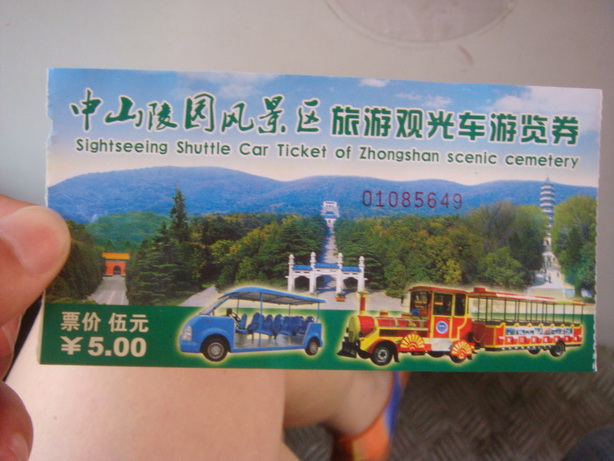 中山陵园风景区 旅游观光车游览券
Sightseeing Shuttle Car Ticket of Zhongshan scenic cemetery
01085649
票价 伍元
¥5.00